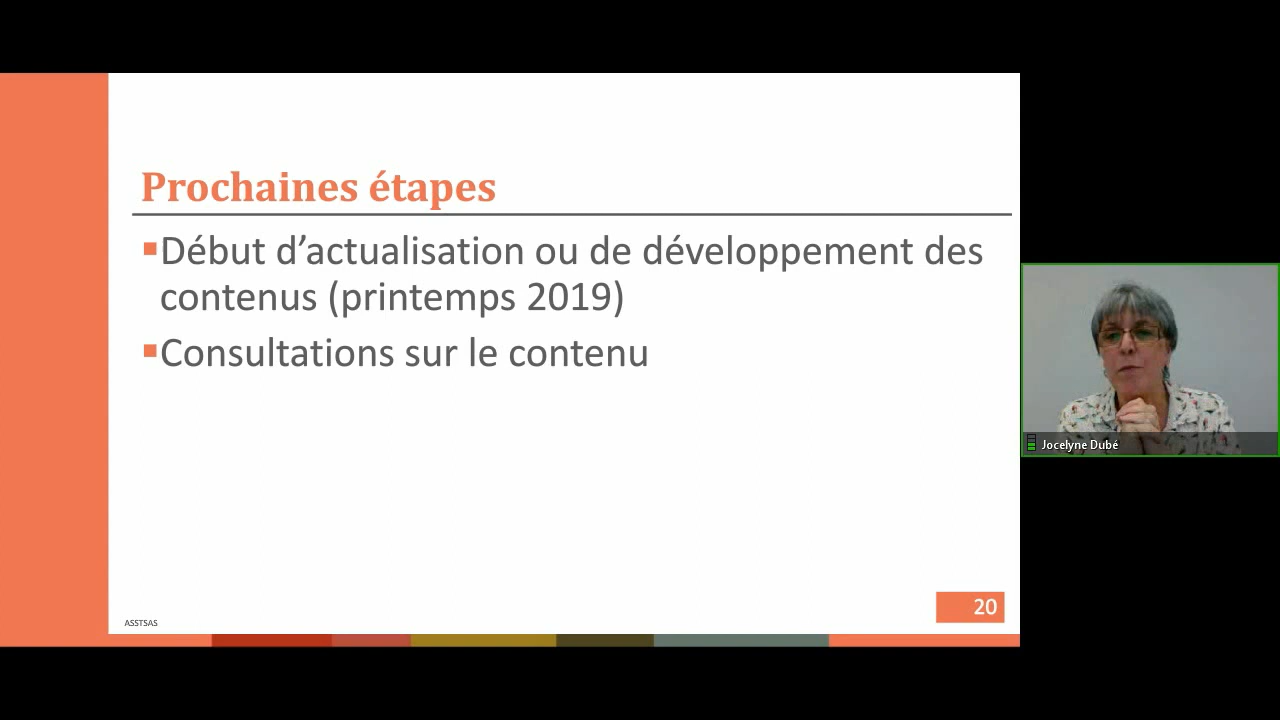 Prochaines étapes
Début d’actualisation ou de développement des
contenus (printemps 2019)
Consultations sur le contenu
Jocelyne Dubé
20
ASSTSAS